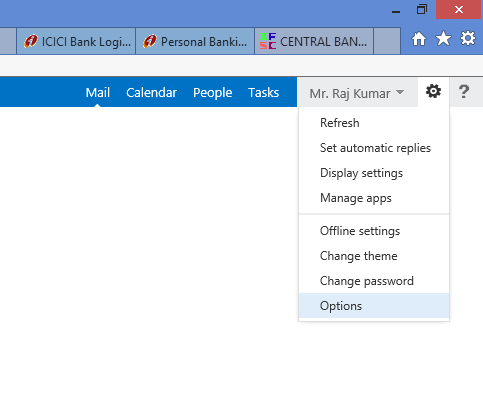 ICICI Bank Logi... Personal Banki... CENTRAL BAN...
Mail Calendar People Tasks Mr. Raj Kumar ?
Refresh
Set automatic replies
Display settings
Manage apps
Offline settings
Change theme
Change password
Options